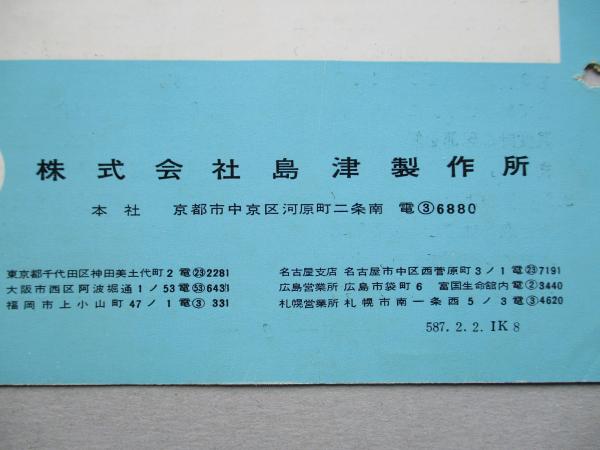 株式会社島津製作所
本社 京都市中京区河原町二条南 電③6880
東京都千代田区神田美土代町2 電㉓2281
大阪市西区阿波堀通1ノ53電㊼6431
福岡市上小山町47ノ1電③331
名古屋支店 名古屋市中区西菅原町3ノ1電㉓7191
広島営業所 広島市袋町6 富国生命館内電②3440
札幌営業所 札幌市南一条西5ノ3電③4620
587.2.2.IK8